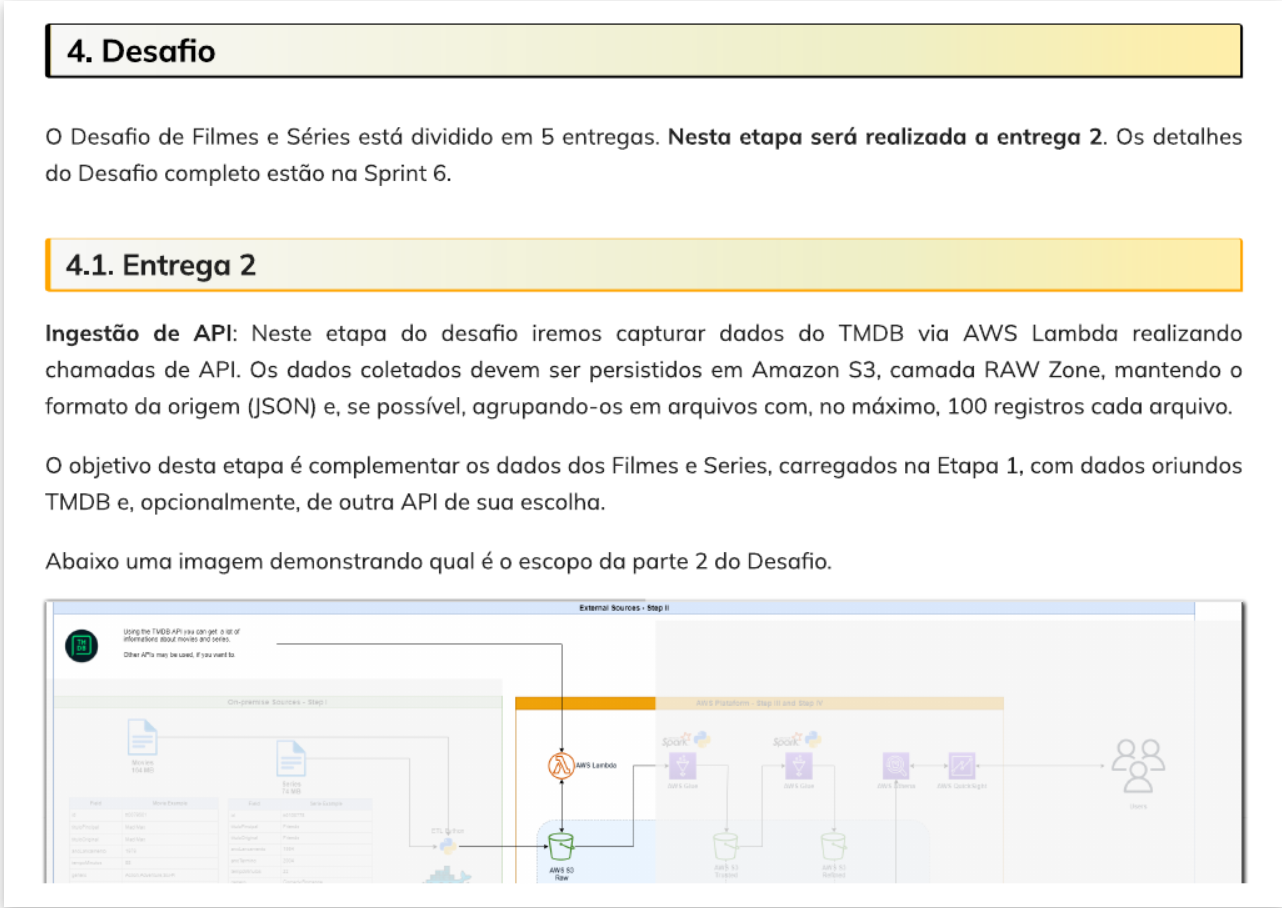 4. Desafio
O Desafio de Filmes e Séries está dividido em 5 entregas. Nesta etapa será realizada a entrega 2. Os detalhes
do Desafio completo estão na Sprint 6.
4.1. Entrega 2
Ingestão de API: Neste etapa do desafio iremos capturar dados do TMDB via AWS Lambda realizando
chamadas de API. Os dados coletados devem ser persistidos em Amazon S3, camada RAW Zone, mantendo o
formato da origem (JSON) e, se possível, agrupando-os em arquivos com, no máximo, 100 registros cada arquivo.
O objetivo desta etapa é complementar os dados dos Filmes e Series, carregados na Etapa 1, com dados oriundos
TMDB e, opcionalmente, de outra API de sua escolha.
Abaixo uma imagem demonstrando qual é o escopo da parte 2 do Desafio.
External Sources - Step II
TM
DB
Using the TMDB API you can get a lot of
informations about movies and series.
Other APIs may be used, if you want to.
On-premise Sources - Step I
AWS Plataform - Step III and Step IV
Movies
Series
74 MB
Spark
Spark
AWS Lambda
AWS Glue
AWS Glue
AWS Athena
AWS QuickSight
Users
ETL Python
AWS S3
Raw
AWS S3
AWS S3